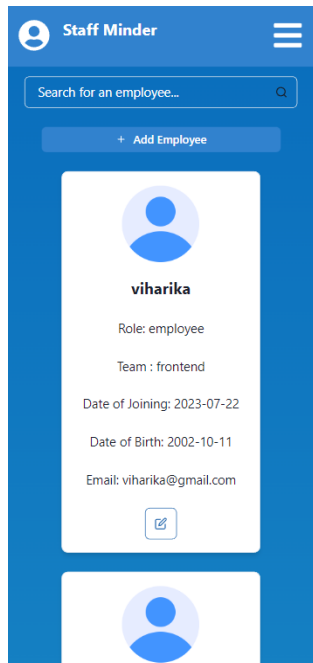 Staff Minder
Search for an employee...
+ Add Employee
viharika
Role: employee
Team : frontend
Date of Joining: 2023-07-22
Date of Birth: 2002-10-11
Email: viharika@gmail.com